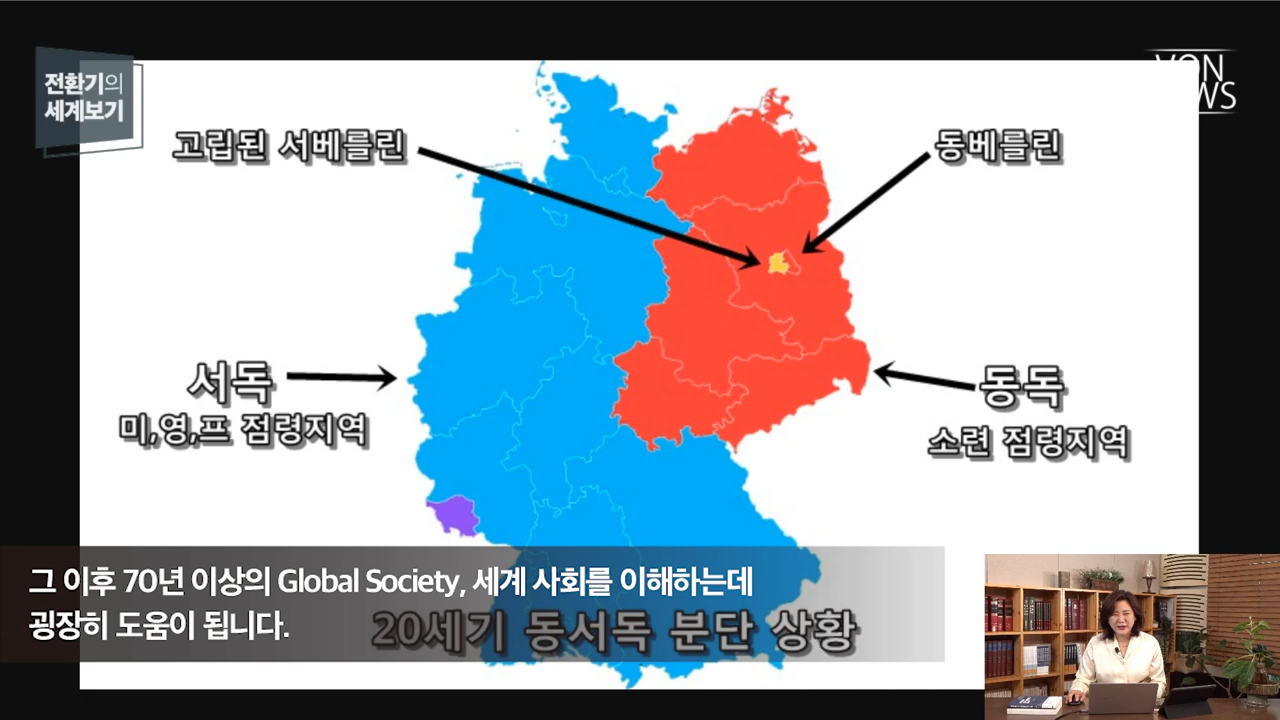 전환기의
세계보기
VON
NEWS
고립된 서베를린
동베를린
서독
미,영,프 점령지역
동독
소련 점령지역
그 이후 70년 이상의 Global Society, 세계 사회를 이해하는데
굉장히 도움이 됩니다.
20세기 동서독 분단 상황